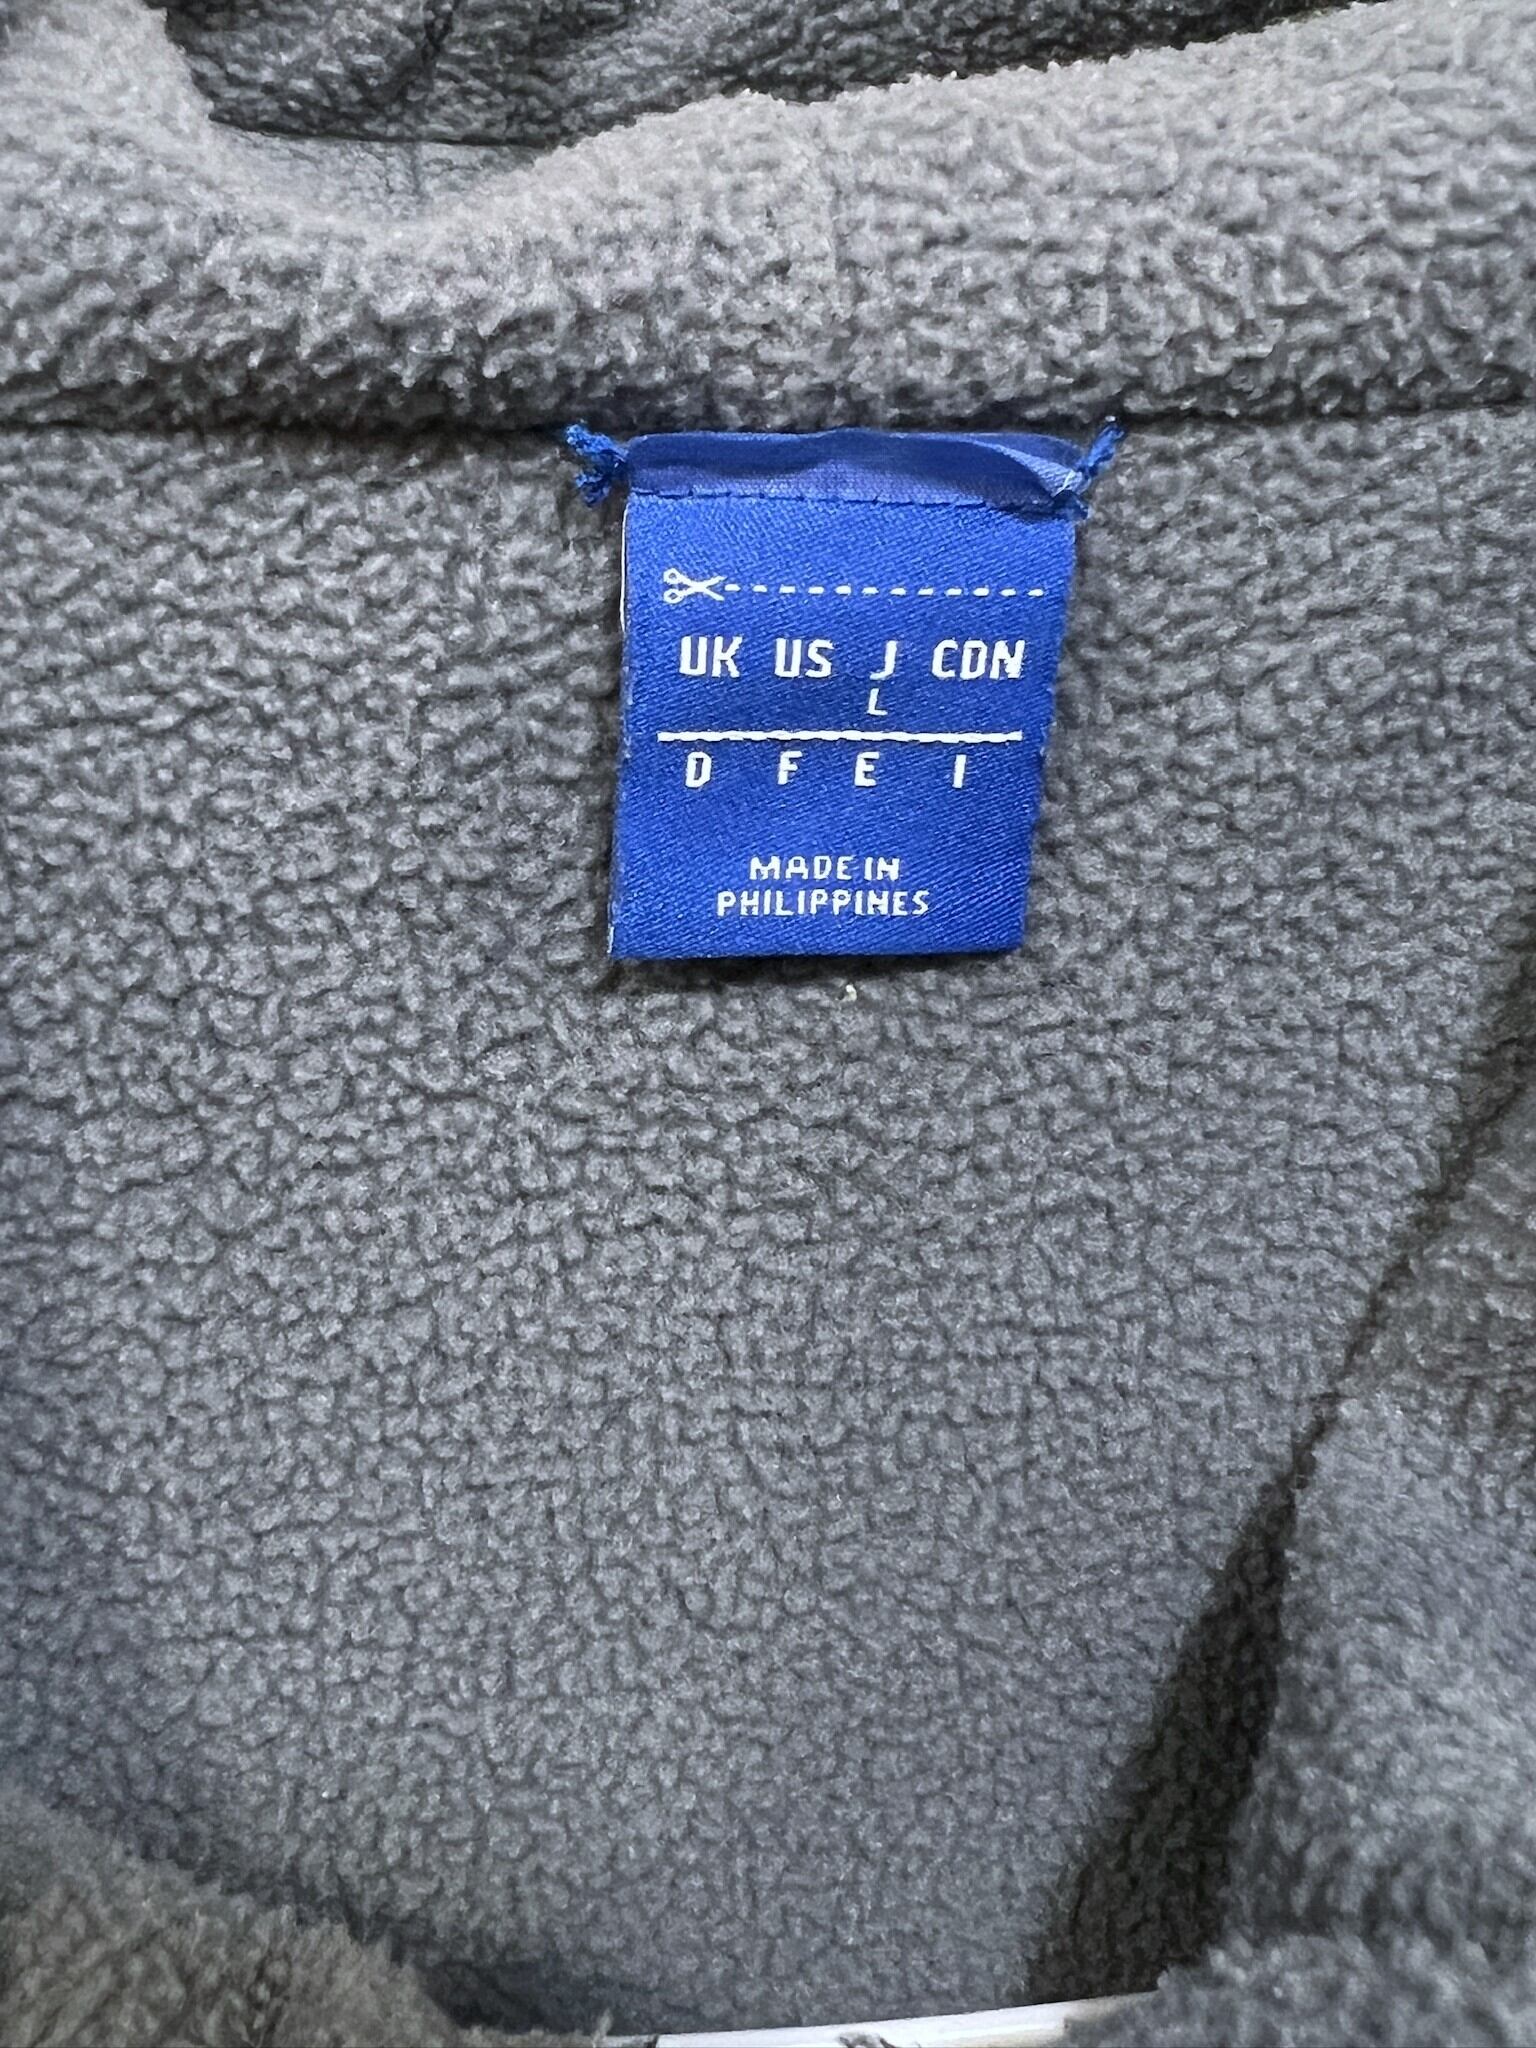 UK US J CDN
L
D F E I
MADE IN
PHILIPPINES